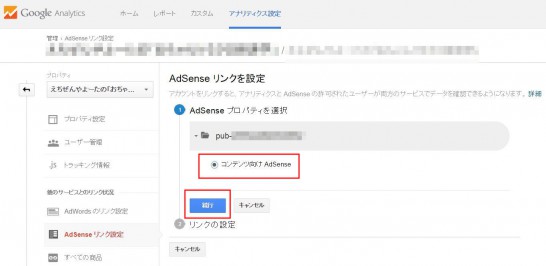 Google Analytics ホーム レポート カスタム アナリティクス設定
管理 › AdSense リンク設定
プロパティ
えちぜんやよーたの「おちゃ...
プロパティ設定
ユーザー管理
.js トラッキング情報
他のサービスとのリンク状況
AdWords のリンク設定
AdSense リンク設定
すべての商品
AdSense リンクを設定
アカウントをリンクすると、アナリティクスと AdSense の許可されたユーザーが両方のサービスでデータを確認できるようになります。詳細
1 AdSense プロパティを選択
pub-
コンテンツ向け AdSense
続行 キャンセル
2 リンクの設定
キャンセル